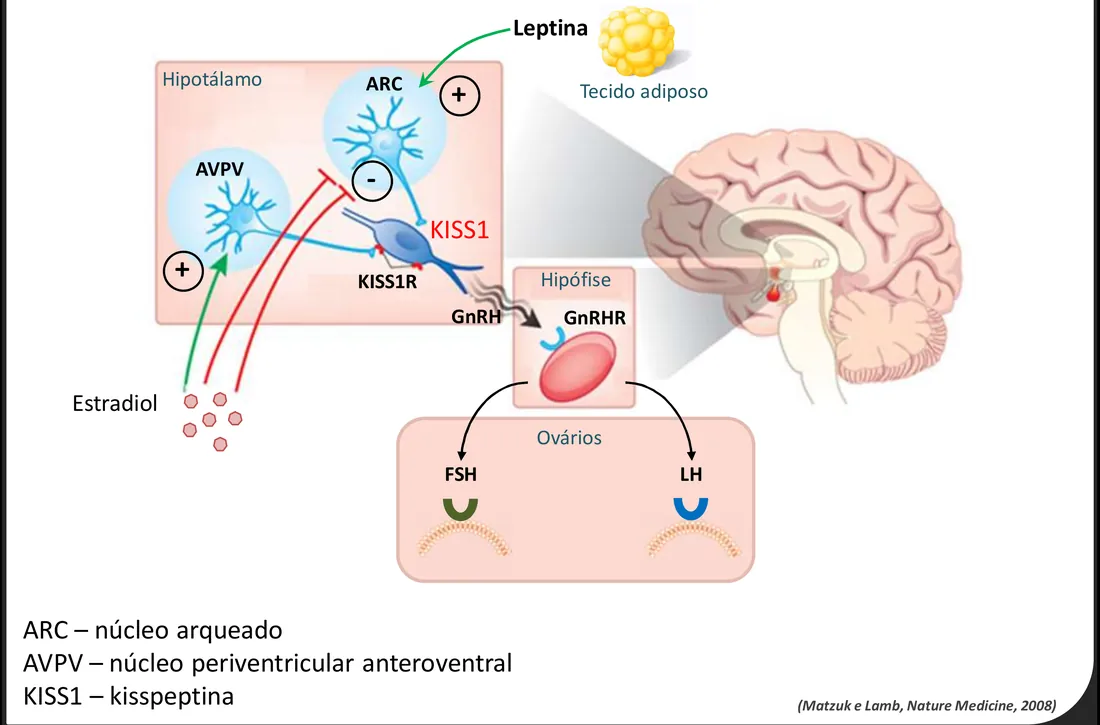 Leptina
Tecido adiposo
Hipotálamo
ARC
+
AVPV
-
KISS1
+
KISS1R
GnRH
Hipófise
GnRHR
Estradiol
Ovários
FSH
LH
ARC – núcleo arqueado
AVPV – núcleo periventricular anteroventral
KISS1 – kisspeptina
(Matzuk e Lamb, Nature Medicine, 2008)